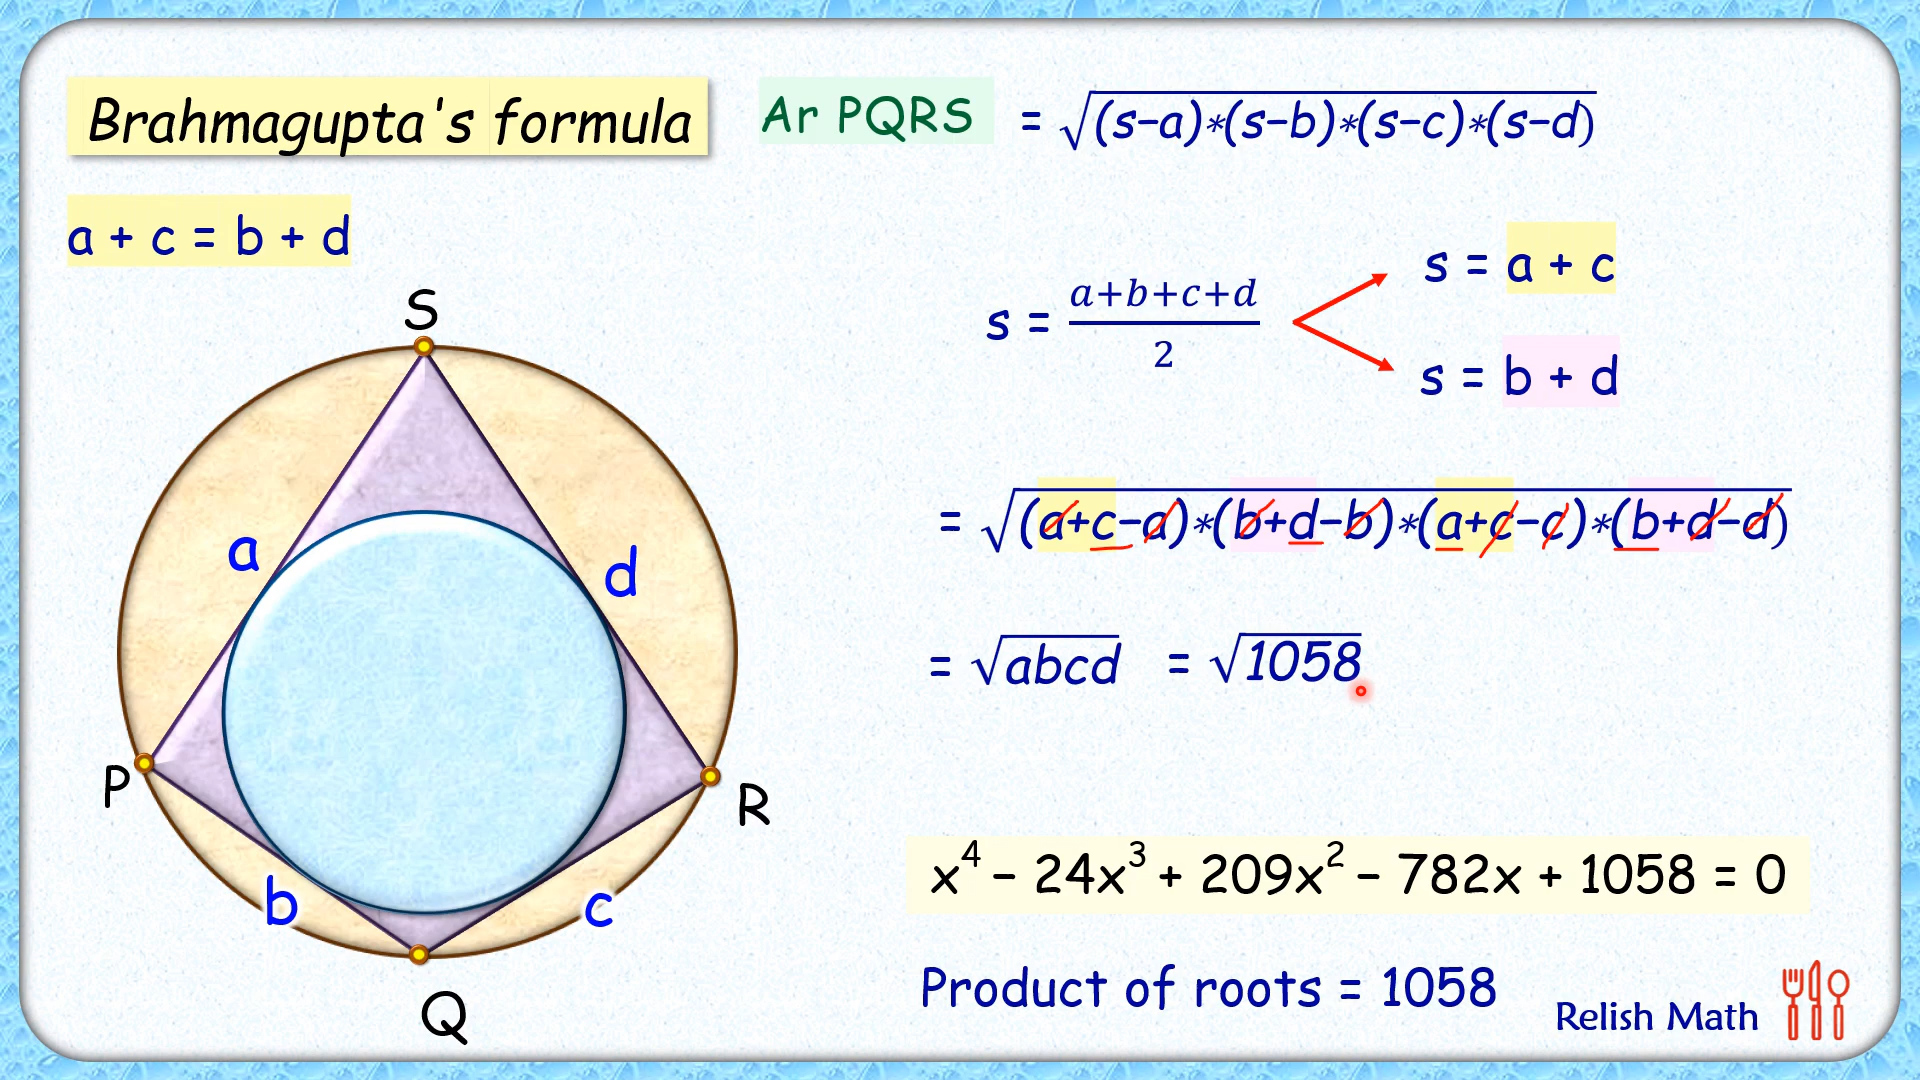 Brahmagupta's formula
Ar PQRS = √(s−a)*(s−b)*(s−c)*(s−d)
a + c = b + d
s = a+b+c+d / 2
s = a + c
s = b + d
S
a
d
P
R
b
c
Q
= √(a+c−a)*(b+d−b)*(a+c−c)*(b+d−d)
= √abcd = √1058
x⁴ − 24x³ + 209x² − 782x + 1058 = 0
Product of roots = 1058
Relish Math